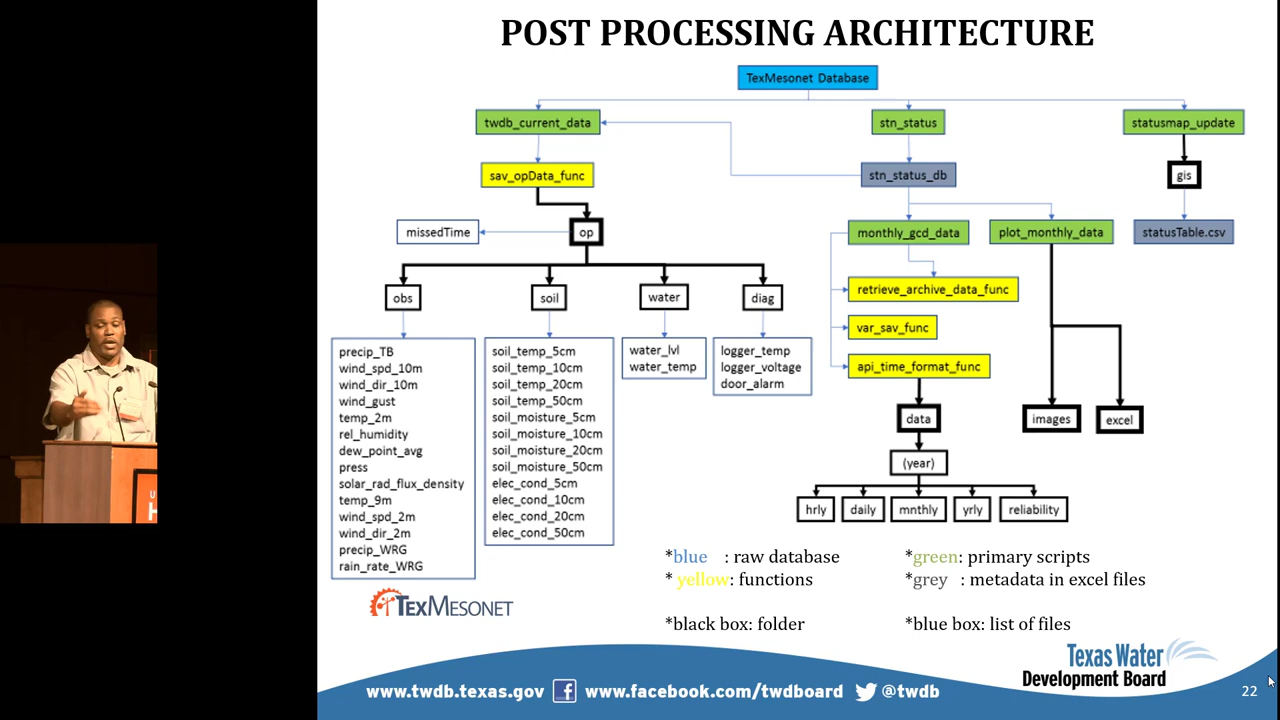 POST PROCESSING ARCHITECTURE
TexMesonet Database
twdb_current_data
stn_status
statusmap_update
sav_opData_func
stn_status_db
gis
missedTime
op
monthly_gcd_data
plot_monthly_data
statusTable.csv
obs
soil
water
diag
retrieve_archive_data_func
var_sav_func
api_time_format_func
precip_TB
wind_spd_10m
wind_dir_10m
wind_gust
temp_2m
rel_humidity
dew_point_avg
press
solar_rad_flux_density
temp_9m
wind_spd_2m
wind_dir_2m
precip_WRG
rain_rate_WRG
soil_temp_5cm
soil_temp_10cm
soil_temp_20cm
soil_temp_50cm
soil_moisture_5cm
soil_moisture_10cm
soil_moisture_20cm
soil_moisture_50cm
elec_cond_5cm
elec_cond_10cm
elec_cond_20cm
elec_cond_50cm
water_lvl
water_temp
logger_temp
logger_voltage
door_alarm
data
images
excel
(year)
hrly
daily
mnthly
yrly
reliability
*blue : raw database
*green: primary scripts
* yellow: functions
*grey : metadata in excel files
*black box: folder
*blue box: list of files
TEXMESONET
Texas Water
Development Board
www.twdb.texas.gov
f
www.facebook.com/twdboard
@twdb
22